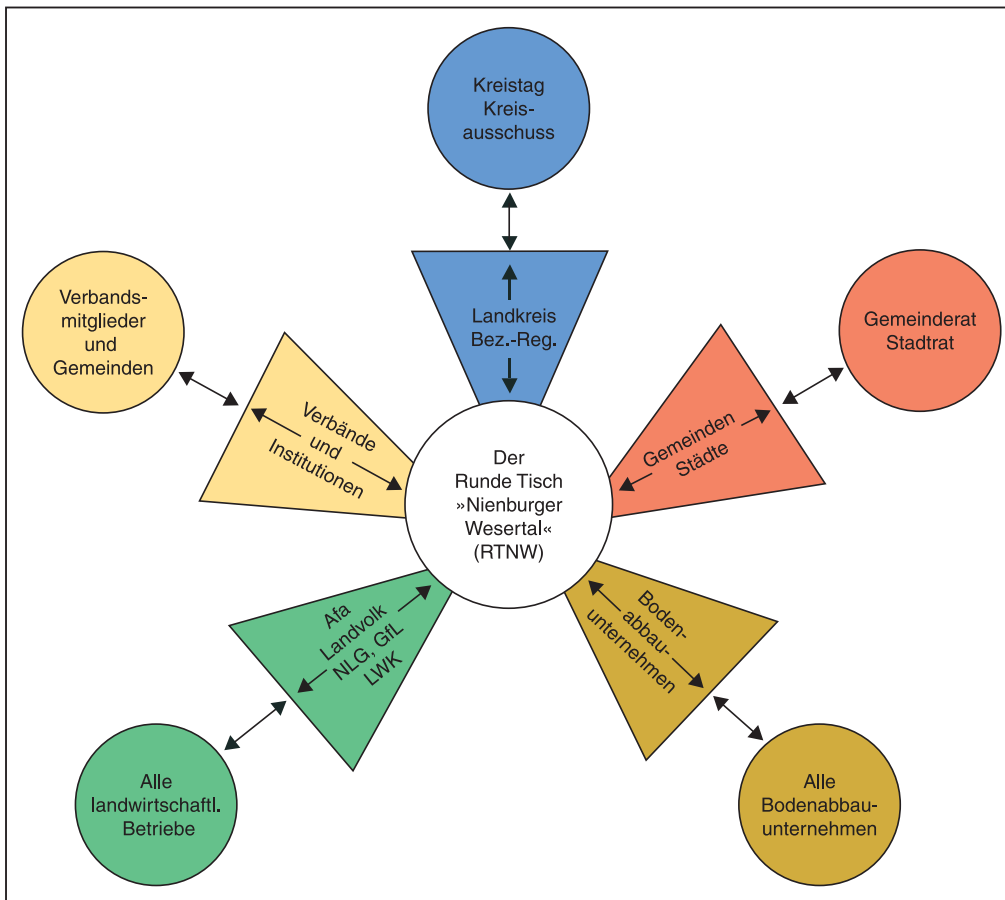 Kreistag
Kreis-
ausschuss
Landkreis
Bez.-Reg.
Verbands-
mitglieder
und
Gemeinden
Verbände
und
Institutionen
Gemeinderat
Stadtrat
Gemeinden
Städte
Der
Runde Tisch
»Nienburger
Wesertal«
(RTNW)
Afa
Landvolk
NLG, GfL
LWK
Alle
landwirtschaftl.
Betriebe
Boden-
abbau-
unternehmen
Alle
Bodenabbau-
unternehmen